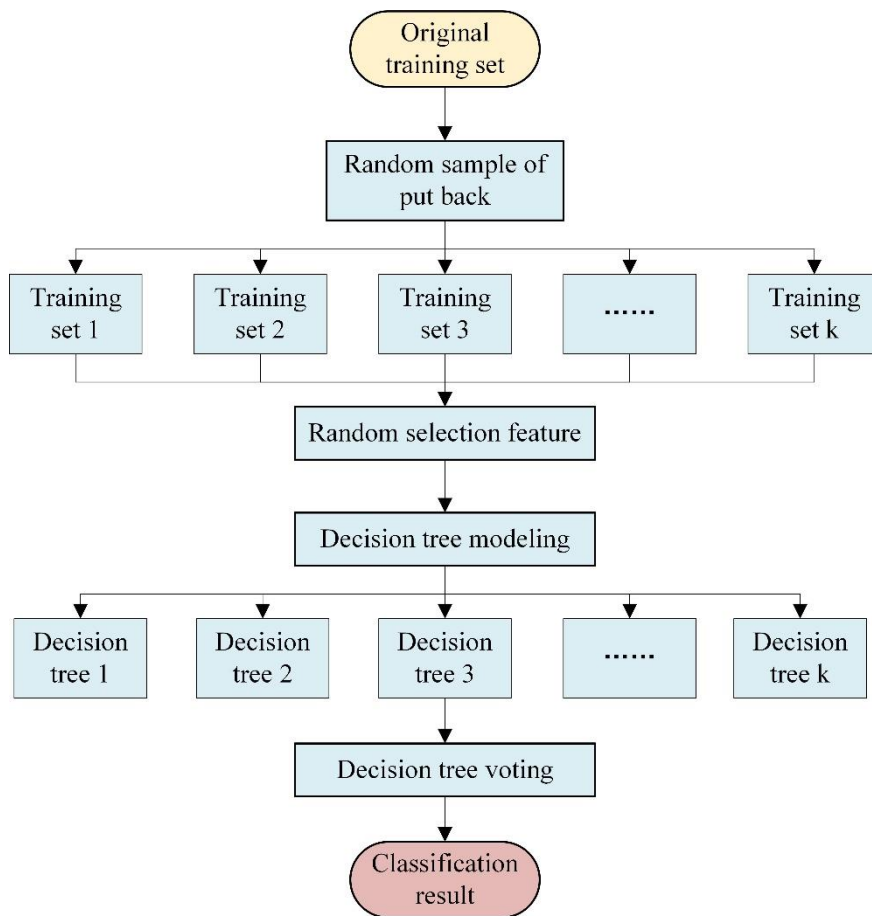 Original
training set
Random sample of
put back
Training
set 1
Training
set 2
Training
set 3
......
Training
set k
Random selection feature
Decision tree modeling
Decision
tree 1
Decision
tree 2
Decision
tree 3
......
Decision
tree k
Decision tree voting
Classification
result